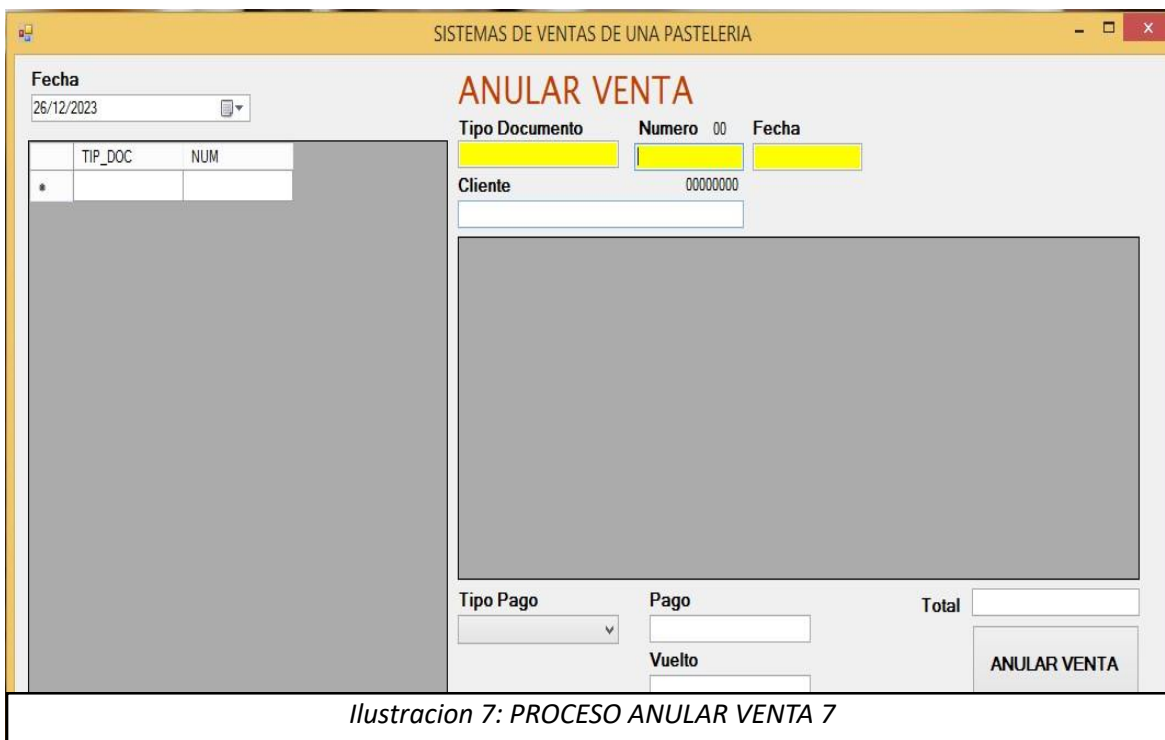 SISTEMAS DE VENTAS DE UNA PASTELERIA
x
Fecha
26/12/2023
TIP_DOC NUM
*
ANULAR VENTA
Tipo Documento Numero 00 Fecha
Cliente 00000000
Tipo Pago Pago Total
Vuelto
ANULAR VENTA
Ilustracion 7: PROCESO ANULAR VENTA 7